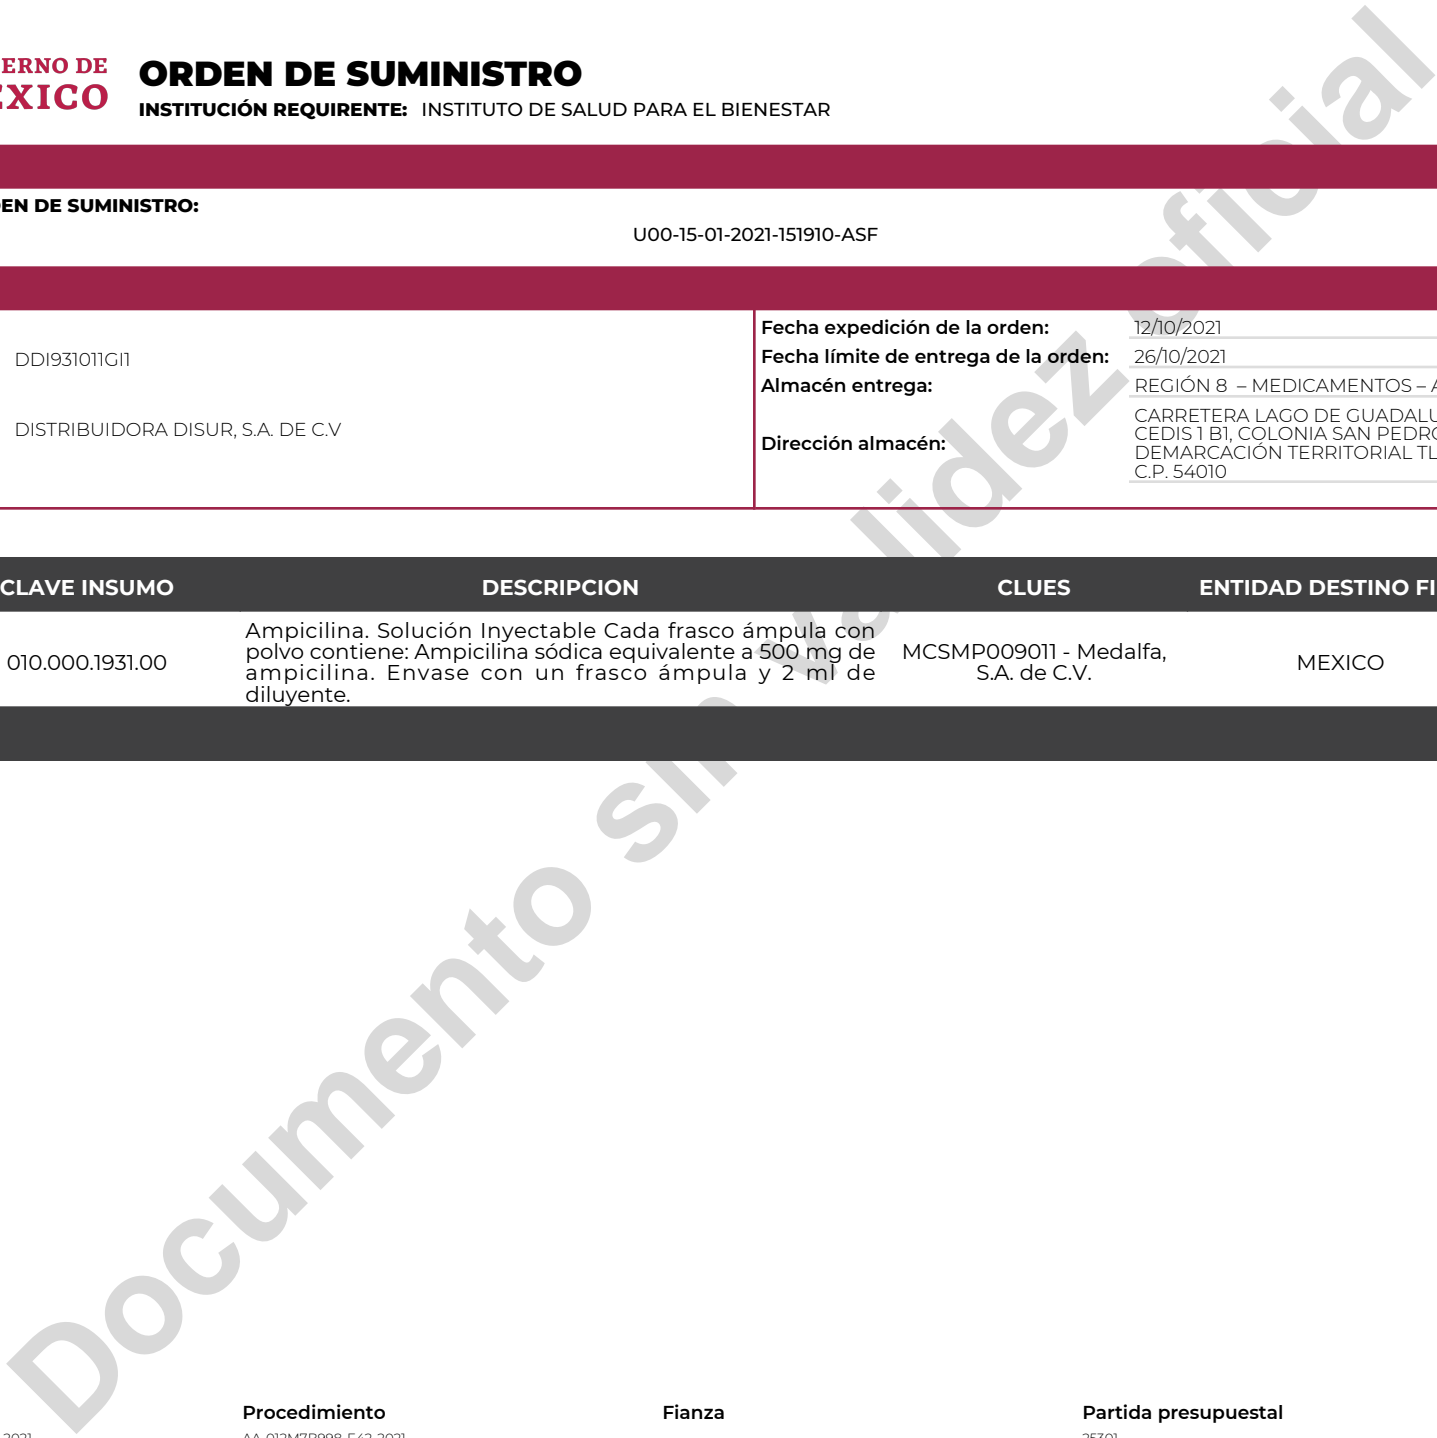 ERNO DE
EXICO
ORDEN DE SUMINISTRO
INSTITUCIÓN REQUIRENTE: INSTITUTO DE SALUD PARA EL BIENESTAR
EN DE SUMINISTRO:
U00-15-01-2021-151910-ASF
DDI931011GI1
DISTRIBUIDORA DISUR, S.A. DE C.V
Fecha expedición de la orden: 12/10/2021
Fecha límite de entrega de la orden: 26/10/2021
Almacén entrega: REGIÓN 8 – MEDICAMENTOS – A
Dirección almacén:
CARRETERA LAGO DE GUADALU
CEDIS 1 B1, COLONIA SAN PEDRO
DEMARCACIÓN TERRITORIAL TL
C.P. 54010
CLAVE INSUMO DESCRIPCION CLUES ENTIDAD DESTINO FI
010.000.1931.00
Ampicilina. Solución Inyectable Cada frasco ámpula con
polvo contiene: Ampicilina sódica equivalente a 500 mg de
ampicilina. Envase con un frasco ámpula y 2 ml de
diluyente.
MCSMP009011 - Medalfa,
S.A. de C.V.
MEXICO
Documento sin validez oficial
Procedimiento Fianza Partida presupuestal